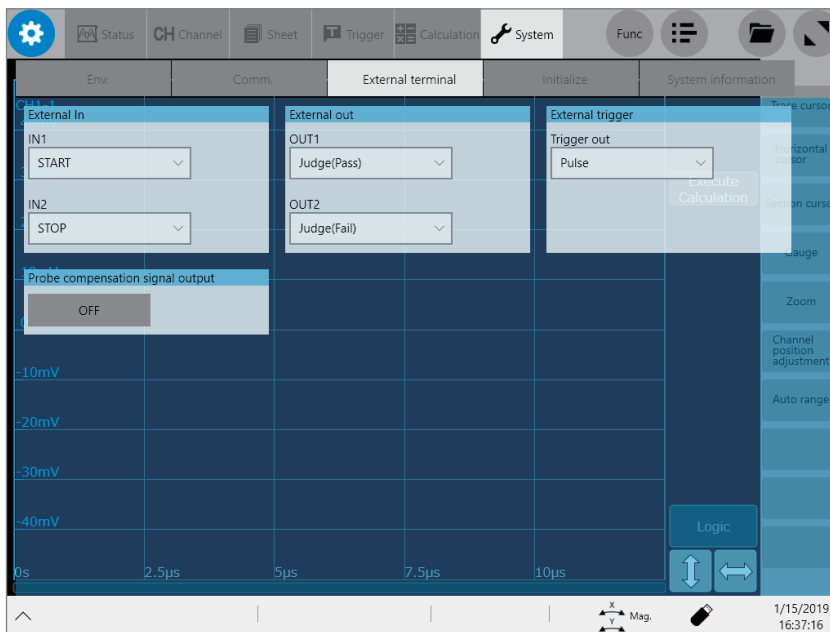 Status
CH Channel
Sheet
Trigger
Calculation
System
Func
Env.
Comm.
External terminal
Initialize
System information
CH1-1
External In
IN1
START
IN2
STOP
External out
OUT1
Judge(Pass)
OUT2
Judge(Fail)
External trigger
Trigger out
Pulse
Probe compensation signal output
OFF
Execute
Calculation
Trace cursor
Horizontal
cursor
Section curso
Gauge
Zoom
Channel
position
adjustment
Auto range
-10mV
-20mV
-30mV
-40mV
0s
2.5µs
5µs
7.5µs
10µs
Logic
X
Y
Mag.
1/15/2019
16:37:16